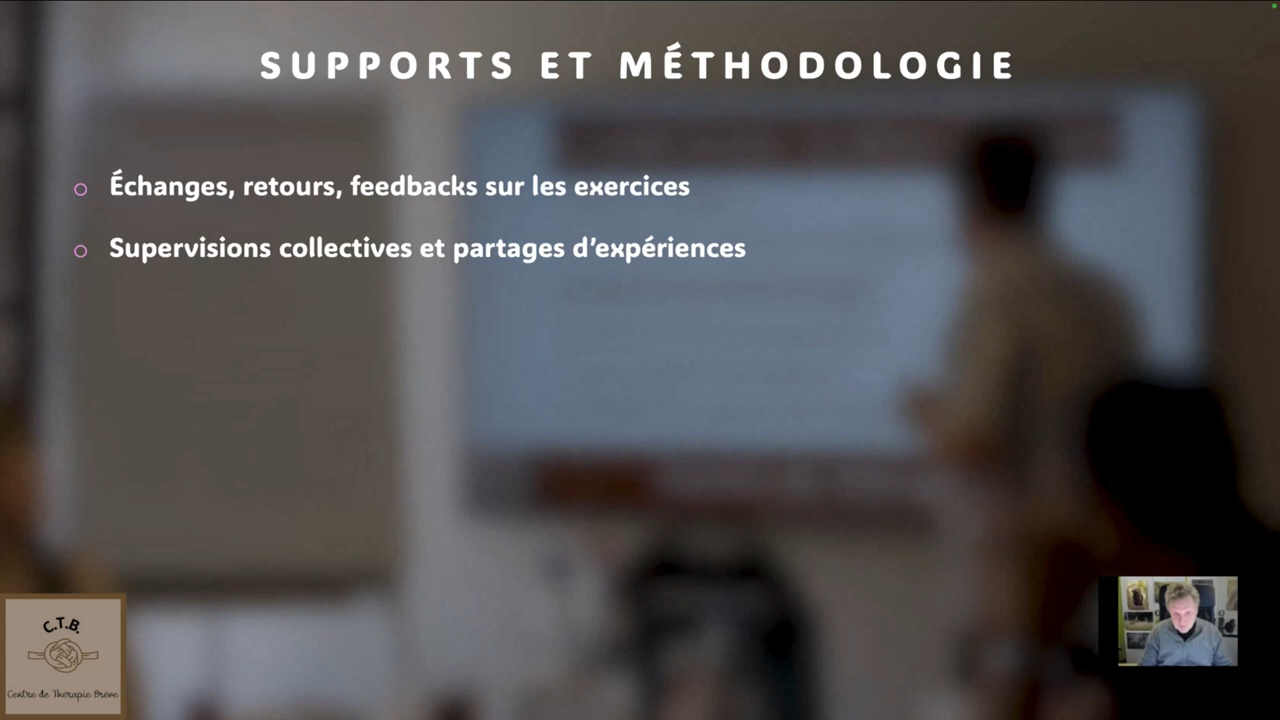 SUPPORTS ET MÉTHODOLOGIE
Échanges, retours, feedbacks sur les exercices
Supervisions collectives et partages d’expériences
C.T.B.
Centre de Thérapie Brève